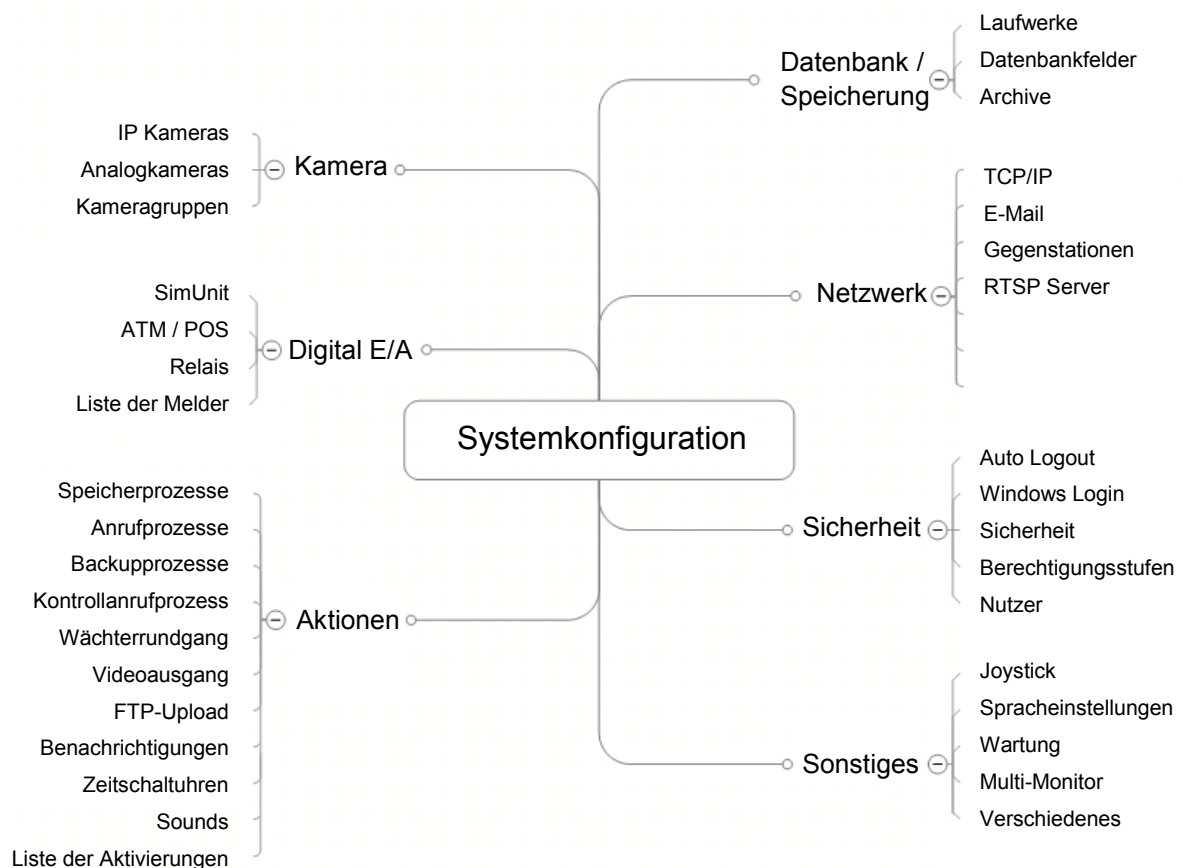 Systemkonfiguration
Kamera
IP Kameras
Analogkameras
Kameragruppen
Digital E/A
SimUnit
ATM / POS
Relais
Liste der Melder
Aktionen
Speicherprozesse
Anrufprozesse
Backupprozesse
Kontrollanrufprozess
Wächterrundgang
Videoausgang
FTP-Upload
Benachrichtigungen
Zeitschaltuhren
Sounds
Liste der Aktivierungen
Datenbank /
Speicherung
Laufwerke
Datenbankfelder
Archive
Netzwerk
TCP/IP
E-Mail
Gegenstationen
RTSP Server
Sicherheit
Auto Logout
Windows Login
Sicherheit
Berechtigungsstufen
Nutzer
Sonstiges
Joystick
Spracheinstellungen
Wartung
Multi-Monitor
Verschiedenes